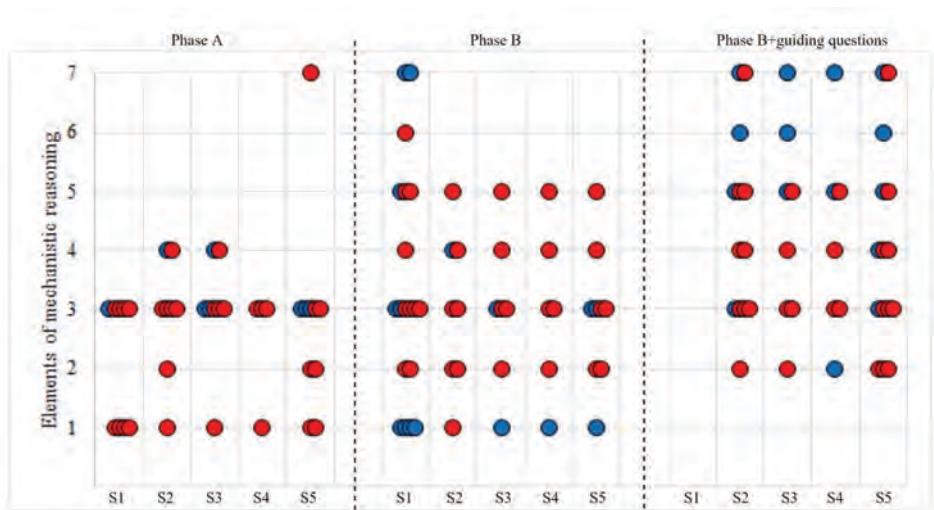 Phase A Phase B Phase B+guiding questions
Elements of mechanistic reasoning
7
6
5
4
3
2
1
S1 S2 S3 S4 S5 S1 S2 S3 S4 S5 S1 S2 S3 S4 S5